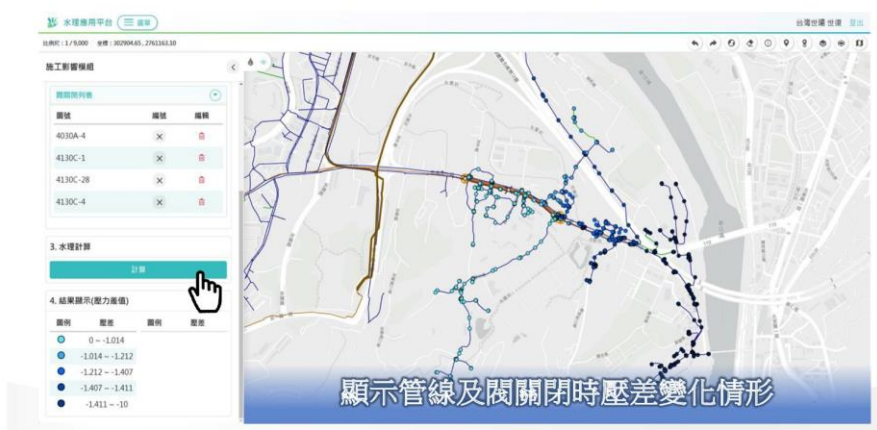 水理應用平台
選單
台電世曦 世曦 登出
比例尺：1 / 9,000 坐標：302904.65 , 2761163.10
施工影響模組
開關閥列表
圖號 編號 編輯
4030A-4
4130C-1
4130C-28
4130C-4
3. 水理計算
計算
4. 結果顯示(壓力差值)
圖例 壓差 圖例 壓差
0 ~ -1.014
-1.014 ~ -1.212
-1.212 ~ -1.407
-1.407 ~ -1.411
-1.411 ~ -10
顯示管線及閥關閉時壓差變化情形